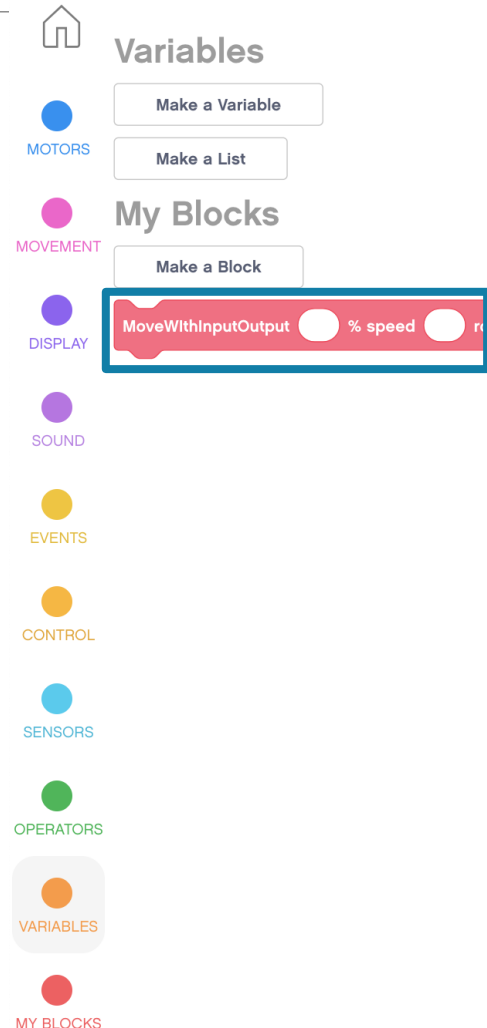 Variables
Make a Variable
Make a List
My Blocks
Make a Block
MoveWIthInputOutput % speed
MOTORS
MOVEMENT
DISPLAY
SOUND
EVENTS
CONTROL
SENSORS
OPERATORS
VARIABLES
MY BLOCKS